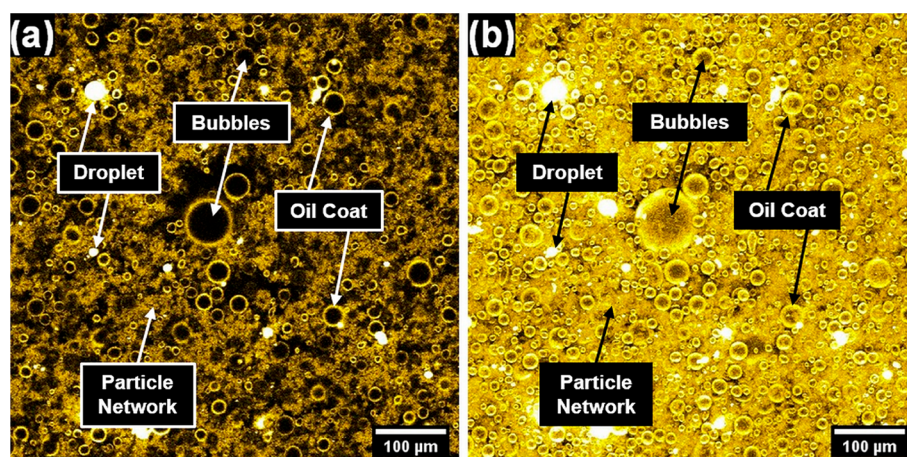 (a)
Bubbles
Droplet
Oil Coat
Particle
Network
100 µm
(b)
Bubbles
Droplet
Oil Coat
Particle
Network
100 µm